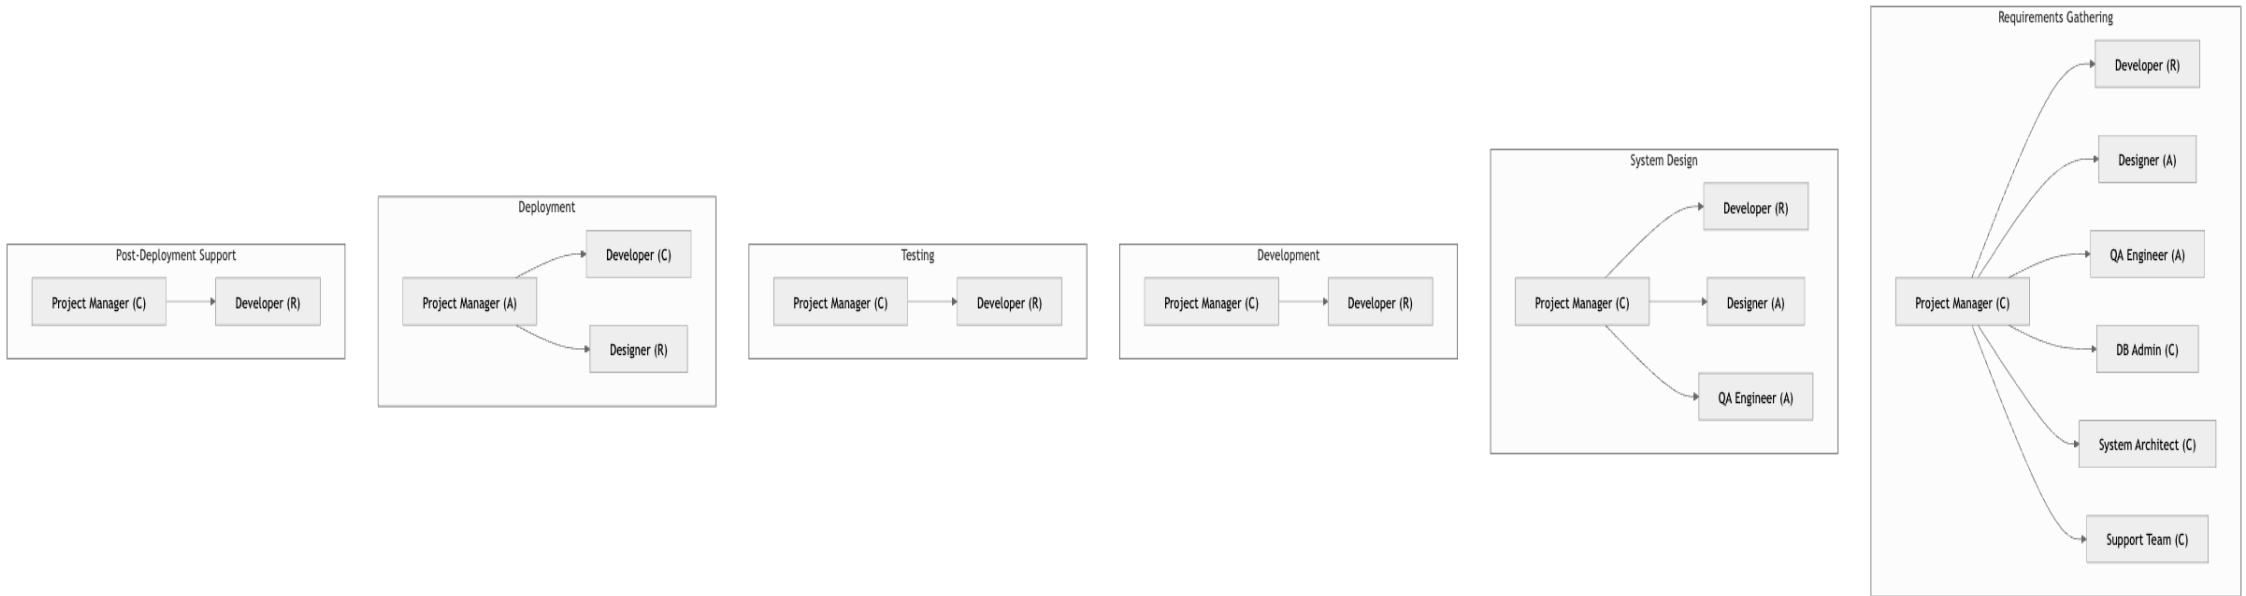 Post-Deployment Support
Project Manager (C)
Developer (R)
Deployment
Project Manager (A)
Developer (C)
Designer (R)
Testing
Project Manager (C)
Developer (R)
Development
Project Manager (C)
Developer (R)
System Design
Project Manager (C)
Developer (R)
Designer (A)
QA Engineer (A)
Requirements Gathering
Project Manager (C)
Developer (R)
Designer (A)
QA Engineer (A)
DB Admin (C)
System Architect (C)
Support Team (C)